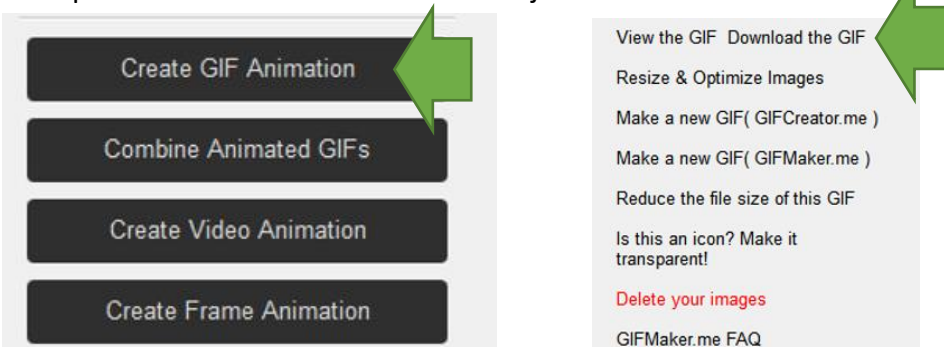 Create GIF Animation
Combine Animated GIFs
Create Video Animation
Create Frame Animation
View the GIF Download the GIF
Resize & Optimize Images
Make a new GIF( GIFCreator.me )
Make a new GIF( GIFMaker.me )
Reduce the file size of this GIF
Is this an icon? Make it
transparent!
Delete your images
GIFMaker.me FAQ